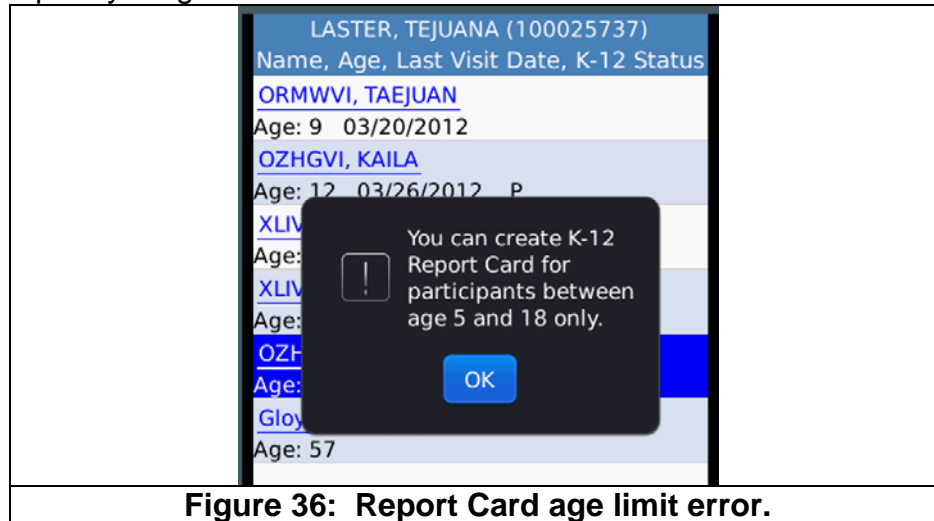 LASTER, TEJUANA (100025737)
Name, Age, Last Visit Date, K-12 Status
ORMWVI, TAEJUAN
Age: 9 03/20/2012
OZHGVI, KAILA
Age: 12 03/26/2012 P
XLIV
Age:
XLIV
Age:
OZH
Age:
Gloy
Age: 57
You can create K-12
Report Card for
participants between
age 5 and 18 only.
OK
Figure 36: Report Card age limit error.